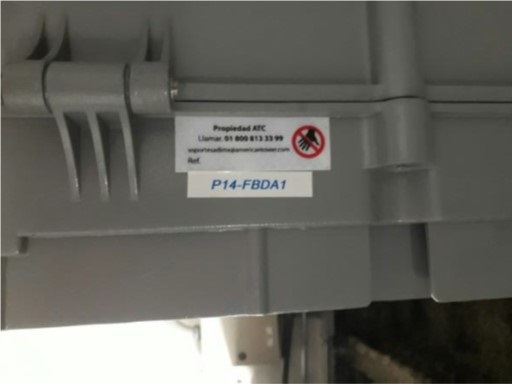 Propiedad ATC
Llamar. 01 800 813 33 99
Ref.
P14-FBDA1